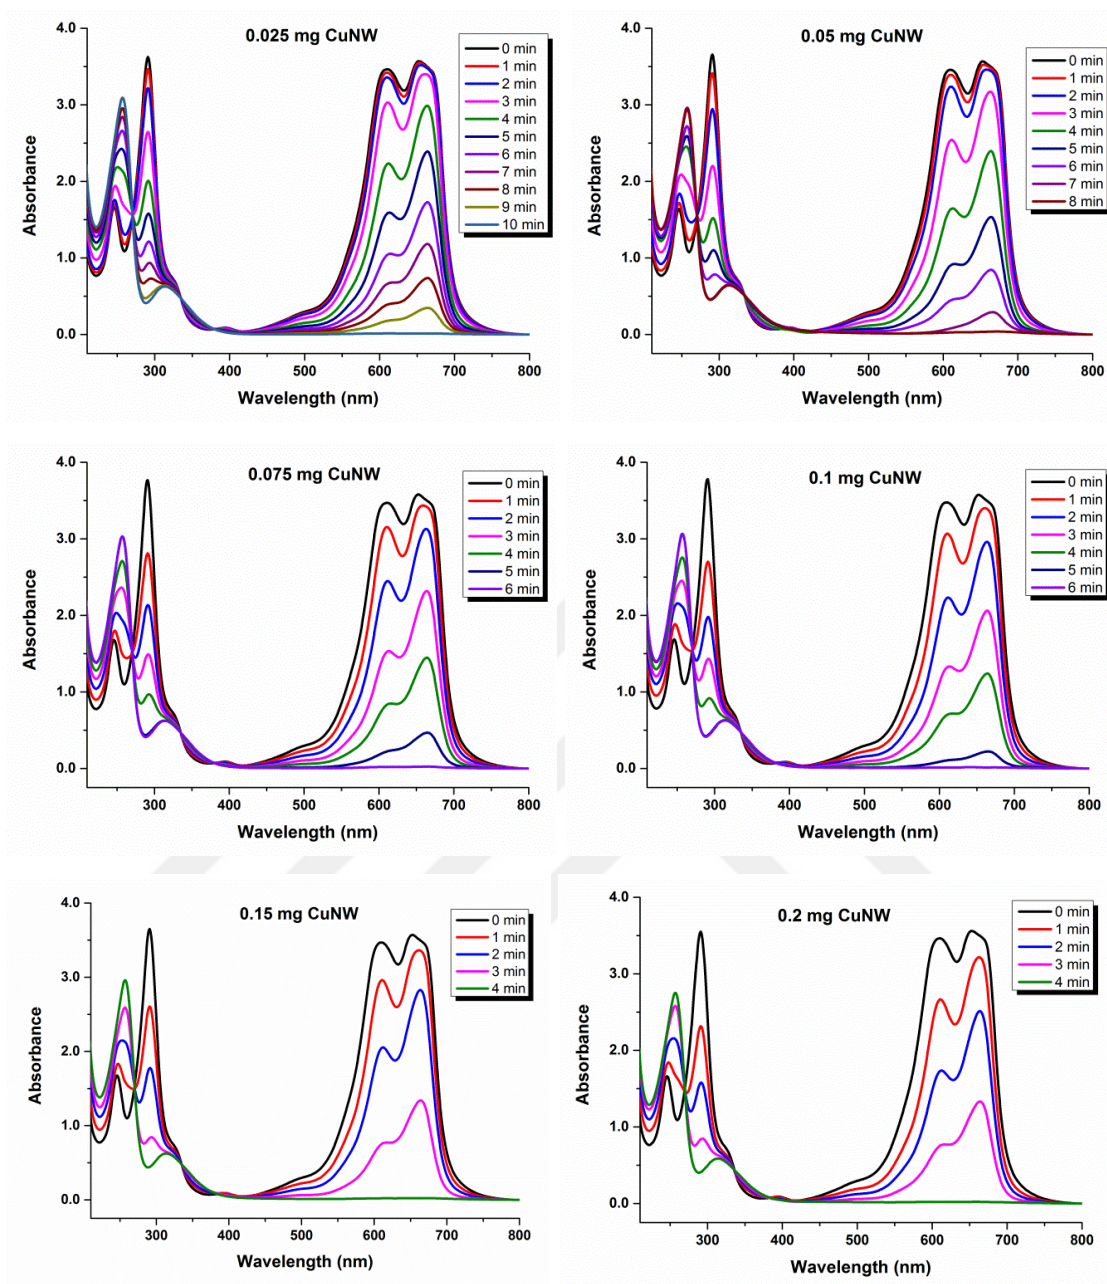 0.025 mg CuNW
4.0
3.0
2.0
1.0
0.0
Absorbance
300 400 500 600 700 800
Wavelength (nm)
0 min
1 min
2 min
3 min
4 min
5 min
6 min
7 min
8 min
9 min
10 min
0.05 mg CuNW
4.0
3.0
2.0
1.0
0.0
Absorbance
300 400 500 600 700 800
Wavelength (nm)
0 min
1 min
2 min
3 min
4 min
5 min
6 min
7 min
8 min
0.075 mg CuNW
4.0
3.0
2.0
1.0
0.0
Absorbance
300 400 500 600 700 800
Wavelength (nm)
0 min
1 min
2 min
3 min
4 min
5 min
6 min
0.1 mg CuNW
4.0
3.0
2.0
1.0
0.0
Absorbance
300 400 500 600 700 800
Wavelength (nm)
0 min
1 min
2 min
3 min
4 min
5 min
6 min
0.15 mg CuNW
4.0
3.0
2.0
1.0
0.0
Absorbance
300 400 500 600 700 800
Wavelength (nm)
0 min
1 min
2 min
3 min
4 min
0.2 mg CuNW
4.0
3.0
2.0
1.0
0.0
Absorbance
300 400 500 600 700 800
Wavelength (nm)
0 min
1 min
2 min
3 min
4 min